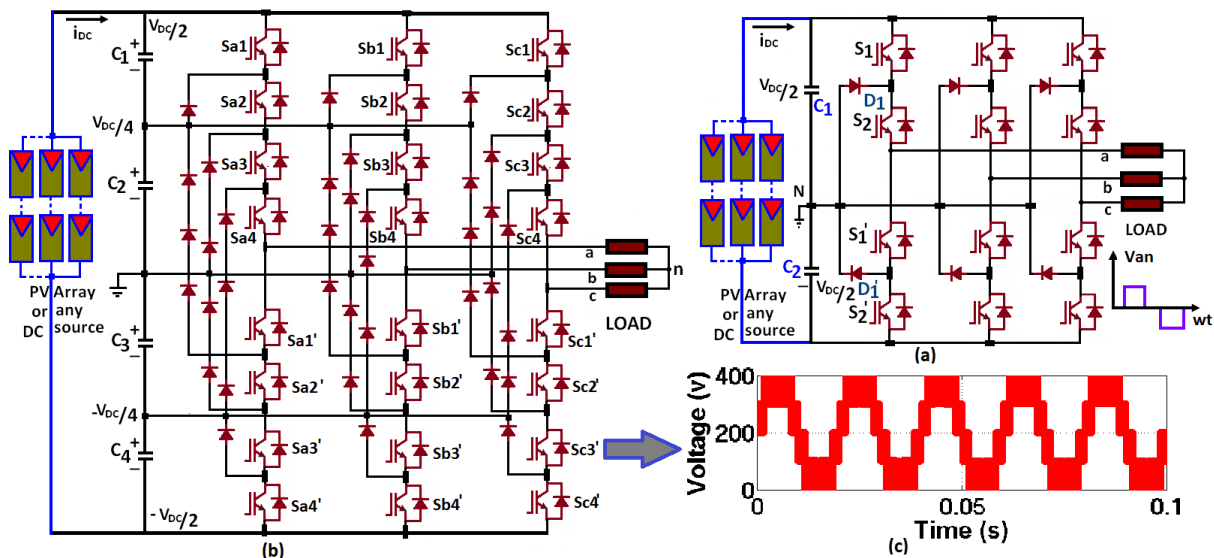 iDC
VDC/2
C1
+
–
Sa1
Sb1
Sc1
Sa2
Sb2
Sc2
VDC/4
C2
+
–
Sa3
Sb3
Sc3
Sa4
Sb4
Sc4
a
b
c
n
LOAD
PV Array
or any
DC source
C3
+
–
Sa1'
Sb1'
Sc1'
Sa2'
Sb2'
Sc2'
-VDC/4
C4
+
–
Sa3'
Sb3'
Sc3'
Sa4'
Sb4'
Sc4'
-VDC/2
(b)
iDC
S1
VDC/2
C1
D1
S2
a
b
c
LOAD
N
S1'
C2
–
VDC/2
D1'
S2'
PV Array
or any
DC source
(a)
Van
wt
Voltage (v)
400
200
0
0
0.05
0.1
Time (s)
(c)